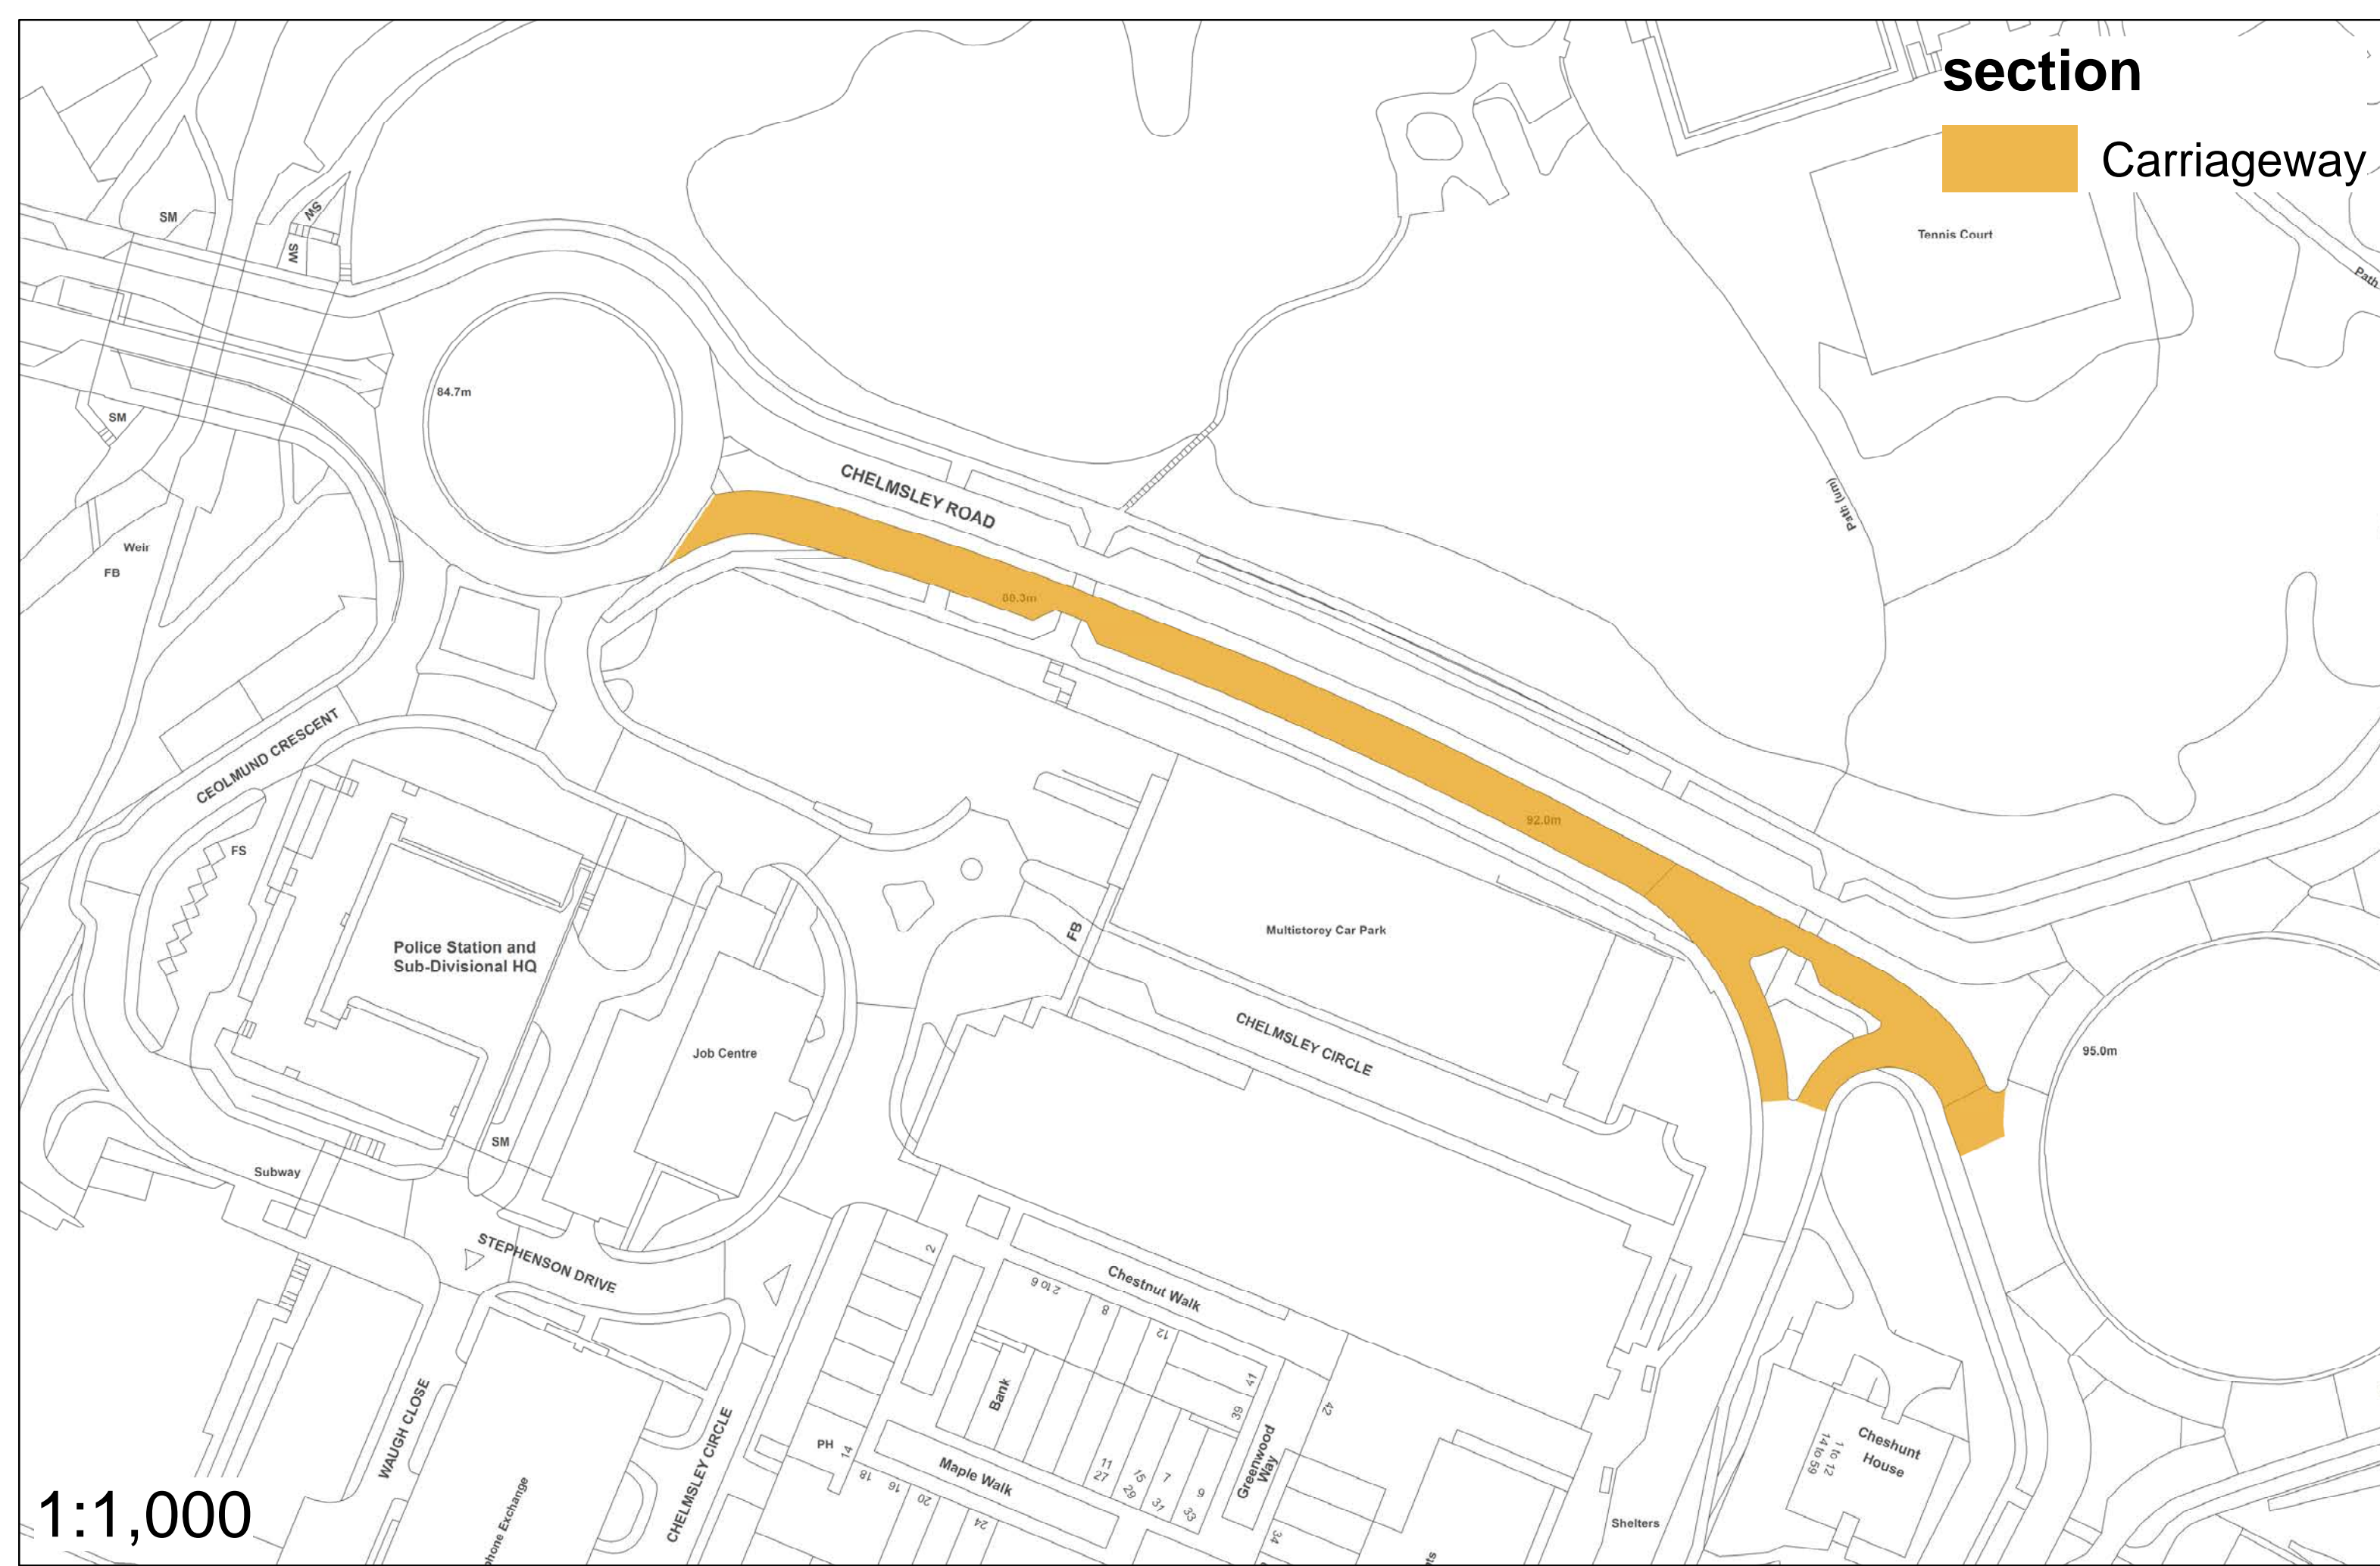 section
Carriageway
Tennis Court
Path
SM
SW
SW
84.7m
SM
CHELMSLEY ROAD
Path (um)
Weir
FB
CEOLMUND CRESCENT
92.0m
FS
Police Station and
Sub-Divisional HQ
FB
Multistorey Car Park
CHELMSLEY CIRCLE
Job Centre
95.0m
SM
Subway
STEPHENSON DRIVE
2
Chestnut Walk
2 to 6
8
12
Bank
41
39
42
WAUGH CLOSE
CHELMSLEY CIRCLE
PH
14
18
16
20
24
Maple Walk
11
27
15
29
7
31
9
33
Greenwood
Way
34
Cheshunt
House
1 to 12
14 to 59
Shelters
hone Exchange
1:1,000